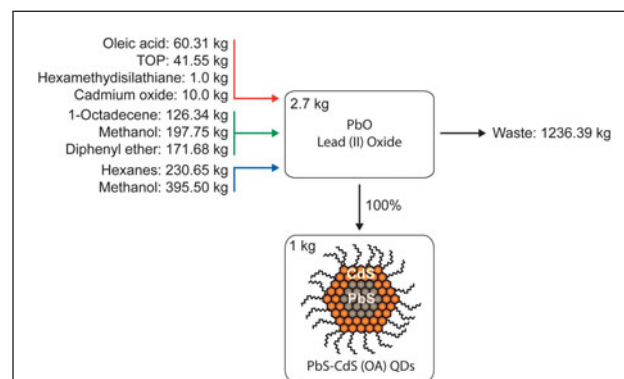 Oleic acid: 60.31 kg
TOP: 41.55 kg
Hexamethydisilathiane: 1.0 kg
Cadmium oxide: 10.0 kg
1-Octadecene: 126.34 kg
Methanol: 197.75 kg
Diphenyl ether: 171.68 kg
Hexanes: 230.65 kg
Methanol: 395.50 kg
2.7 kg
PbO
Lead (II) Oxide
Waste: 1236.39 kg
100%
1 kg
CdS
PbS
PbS-CdS (OA) QDs